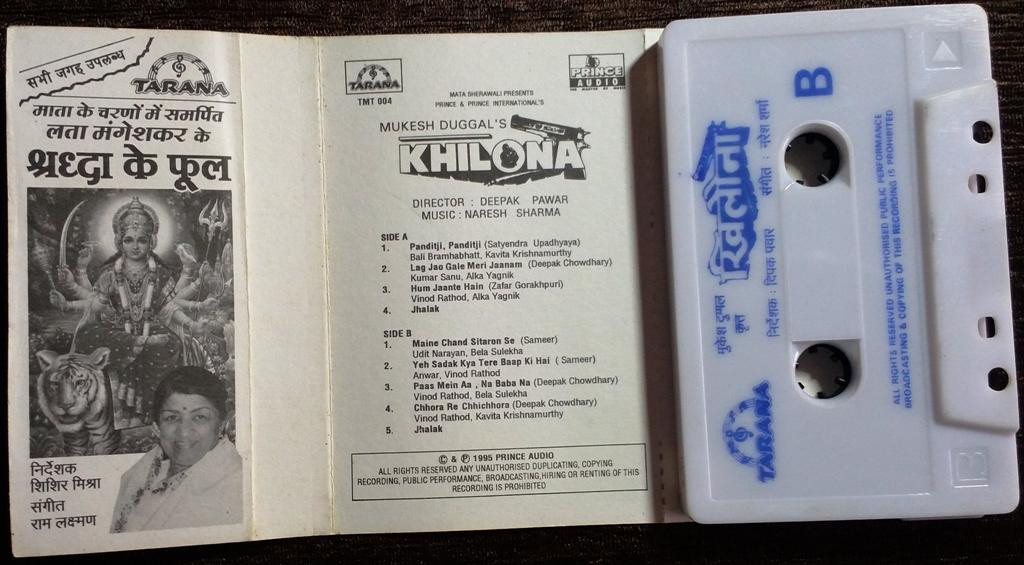 सभी जगह उपलब्ध
TARANA
माता के चरणों में समर्पित
लता मंगेशकर के
श्रध्दा के फूल
निर्देशक
शिशिर मिश्रा
संगीत
राम लक्ष्मण
TARANA
TMT 004
PRINCE
AUDIO
THE MASTER OF MUSIC
MATA SHERAWALI PRESENTS
PRINCE & PRINCE INTERNATIONAL'S
MUKESH DUGGAL'S
KHILONA
DIRECTOR : DEEPAK PAWAR
MUSIC : NARESH SHARMA
SIDE A
1. Panditji, Panditji (Satyendra Upadhyaya)
Bali Bramhabhatt, Kavita Krishnamurthy
2. Lag Jao Gale Meri Jaanam (Deepak Chowdhary)
Kumar Sanu, Alka Yagnik
3. Hum Jaante Hain (Zafar Gorakhpuri)
Vinod Rathod, Alka Yagnik
4. Jhalak
SIDE B
1. Maine Chand Sitaron Se (Sameer)
Udit Narayan, Bela Sulekha
2. Yeh Sadak Kya Tere Baap Ki Hai ( Sameer)
Anwar, Vinod Rathod
3. Paas Mein Aa , Na Baba Na (Deepak Chowdhary)
Vinod Rathod, Bela Sulekha
4. Chhora Re Chhichhora (Deepak Chowdhary)
Vinod Rathod, Kavita Krishnamurthy
5. Jhalak
© & ℗ 1995 PRINCE AUDIO
ALL RIGHTS RESERVED ANY UNAUTHORISED DUPLICATING, COPYING
RECORDING, PUBLIC PERFORMANCE, BROADCASTING,HIRING OR RENTING OF THIS
RECORDING IS PROHIBITED
TARANA
मुकेश दुग्गल
कृत
खिलौना
B
निर्देशक : दिपक पवार संगीत : नरेश शर्मा
ALL RIGHTS RESERVED UNAUTHORISED PUBLIC PERFORMANCE
BROADCASTING & COPYING OF THIS RECORDING IS PROHIBITED
B